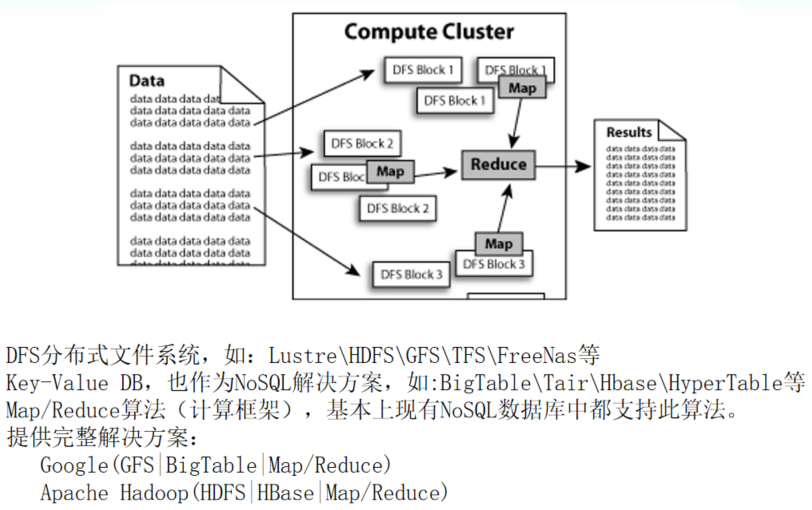 Compute Cluster
Data
data data data dat
data data data data data
data data data data data
data data data data data
data data data data data
data data data data data
data data data data data
data data data data data
data data data data data
data data data data data
data data data data data
DFS Block 1
DFS Block 1
Map
DFS Block 1
DFS Block 2
DFS Bloc
Map
DFS Block 2
Reduce
Map
DFS Block 3
DFS Block 3
Results
data data data data
data data data data
data data data data
data data data data
data data data data
data data data data
data data data data
data data data data
data data data data
DFS分布式文件系统，如：Lustre\HDFS\GFS\TFS\FreeNas等
Key-Value DB，也作为NoSQL解决方案，如:BigTable\Tair\Hbase\HyperTable等
Map/Reduce算法（计算框架），基本上现有NoSQL数据库中都支持此算法。
提供完整解决方案：
Google(GFS|BigTable|Map/Reduce)
Apache Hadoop(HDFS|HBase|Map/Reduce)